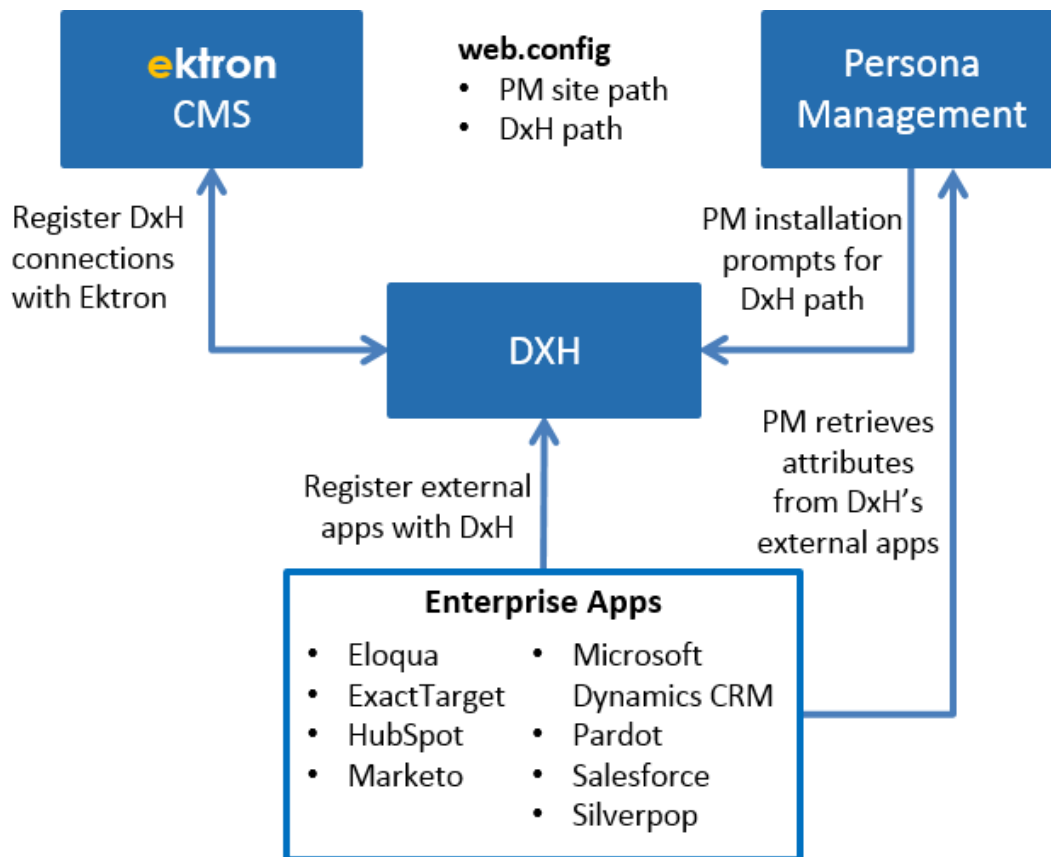 ektron
CMS
web.config
• PM site path
• DxH path
Persona
Management
Register DxH
connections
with Ektron
PM installation
prompts for
DxH path
DXH
PM retrieves
attributes
from DxH's
external apps
Register external
apps with DxH
Enterprise Apps
• Eloqua
• ExactTarget
• HubSpot
• Marketo
• Microsoft
Dynamics CRM
• Pardot
• Salesforce
• Silverpop